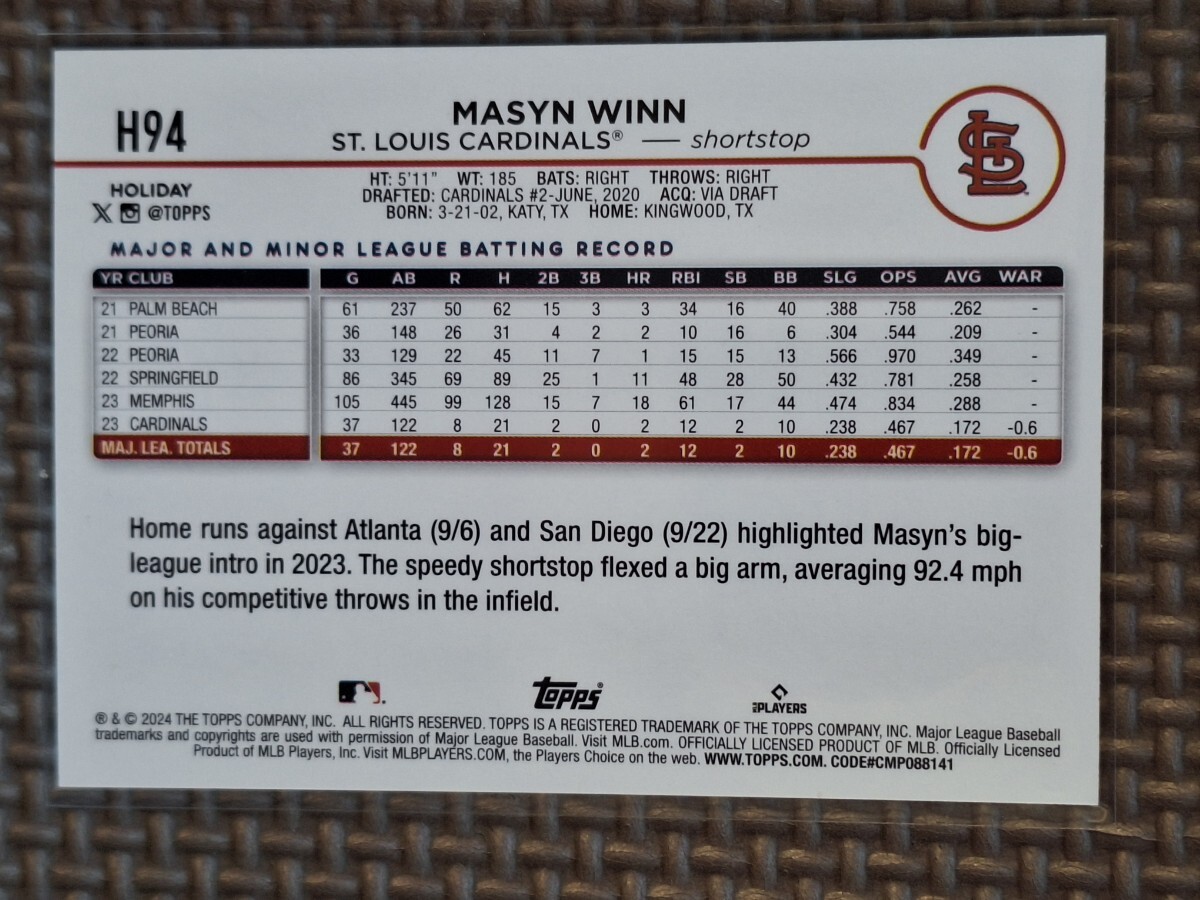 H94
MASYN WINN
ST. LOUIS CARDINALS® — shortstop
STL
HOLIDAY
@TOPPS
HT: 5'11" WT: 185 BATS: RIGHT THROWS: RIGHT
DRAFTED: CARDINALS #2-JUNE, 2020 ACQ: VIA DRAFT
BORN: 3-21-02, KATY, TX HOME: KINGWOOD, TX
MAJOR AND MINOR LEAGUE BATTING RECORD
YR CLUB G AB R H 2B 3B HR RBI SB BB SLG OPS AVG WAR
21 PALM BEACH 61 237 50 62 15 3 3 34 16 40 .388 .758 .262 -
21 PEORIA 36 148 26 31 4 2 2 10 16 6 .304 .544 .209 -
22 PEORIA 33 129 22 45 11 7 1 15 15 13 .566 .970 .349 -
22 SPRINGFIELD 86 345 69 89 25 1 11 48 28 50 .432 .781 .258 -
23 MEMPHIS 105 445 99 128 15 7 18 61 17 44 .474 .834 .288 -
23 CARDINALS 37 122 8 21 2 0 2 12 2 10 .238 .467 .172 -0.6
MAJ. LEA. TOTALS 37 122 8 21 2 0 2 12 2 10 .238 .467 .172 -0.6
Home runs against Atlanta (9/6) and San Diego (9/22) highlighted Masyn's big-
league intro in 2023. The speedy shortstop flexed a big arm, averaging 92.4 mph
on his competitive throws in the infield.
topps®
MLBPLAYERS
® & © 2024 THE TOPPS COMPANY, INC. ALL RIGHTS RESERVED. TOPPS IS A REGISTERED TRADEMARK OF THE TOPPS COMPANY, INC. Major League Baseball
trademarks and copyrights are used with permission of Major League Baseball. Visit MLB.com. OFFICIALLY LICENSED PRODUCT OF MLB. Officially Licensed
Product of MLB Players, Inc. Visit MLBPLAYERS.COM, the Players Choice on the web. WWW.TOPPS.COM. CODE#CMP088141